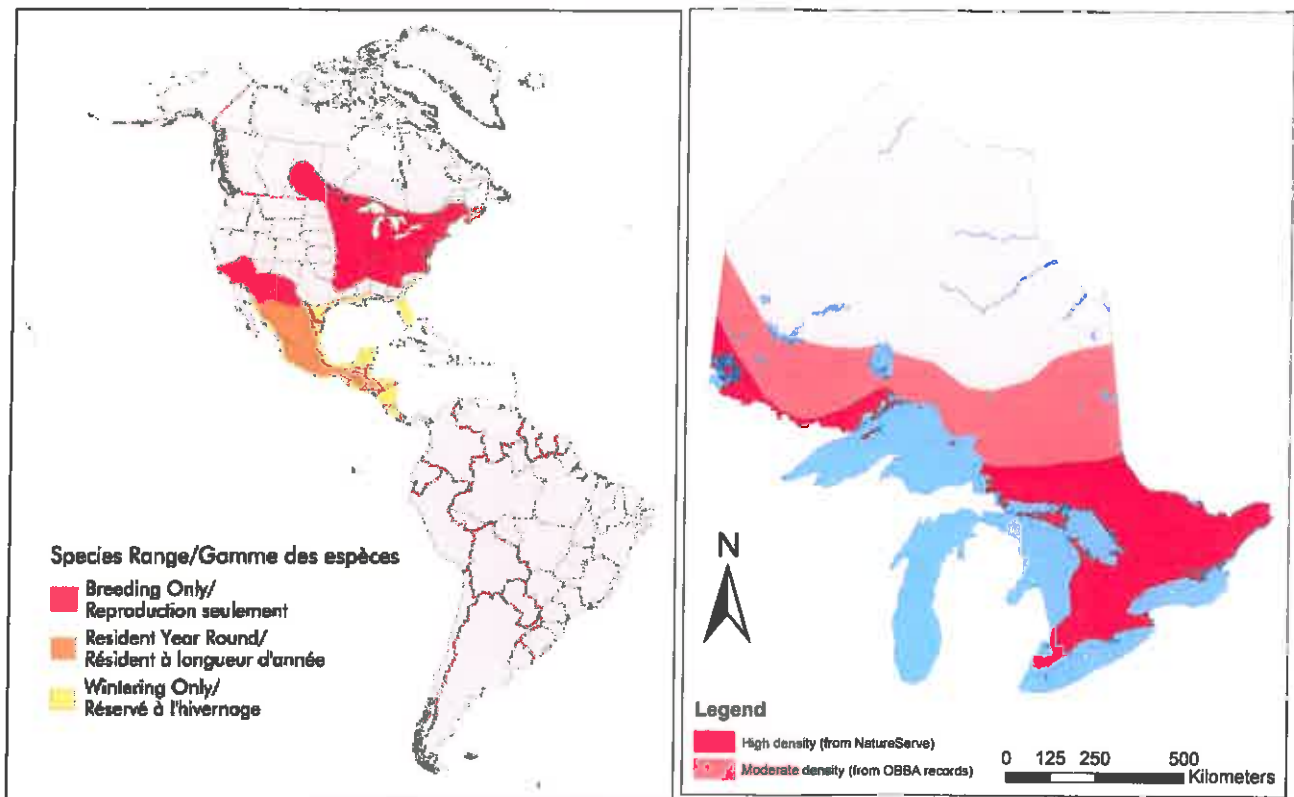 Species Range/Gamme des espèces
Breeding Only/
Reproduction seulement
Resident Year Round/
Résident à longueur d'année
Wintering Only/
Réservé à l'hivernage
N
Legend
High density (from NatureServe)
Moderate density (from OBBA records)
0 125 250 500
Kilometers